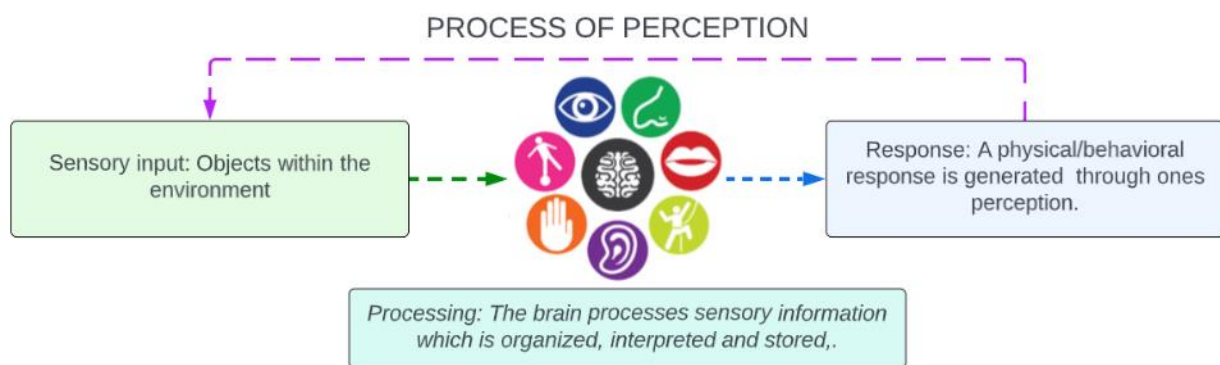 PROCESS OF PERCEPTION
Sensory input: Objects within the
environment
Response: A physical/behavioral
response is generated through ones
perception.
Processing: The brain processes sensory information
which is organized, interpreted and stored,.